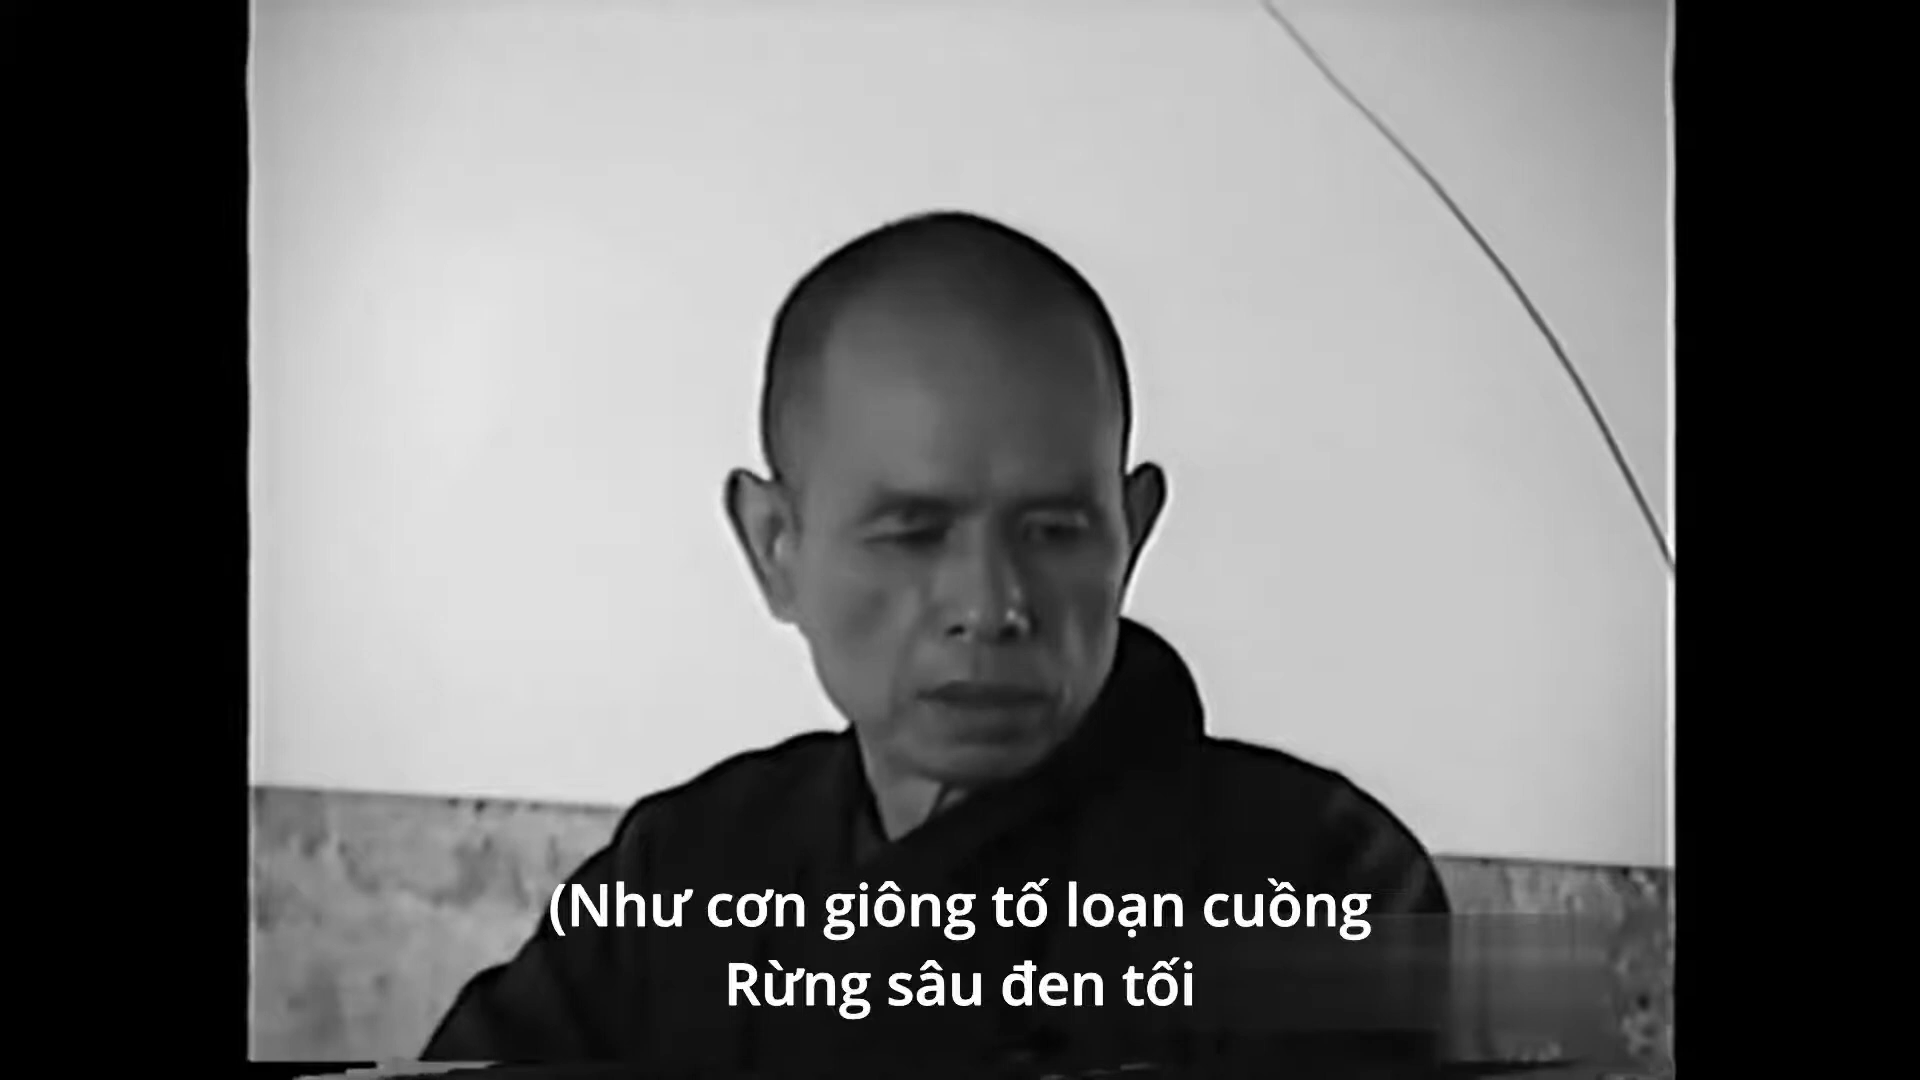 (Như cơn giông tố loạn cuồng
Rừng sâu đen tối